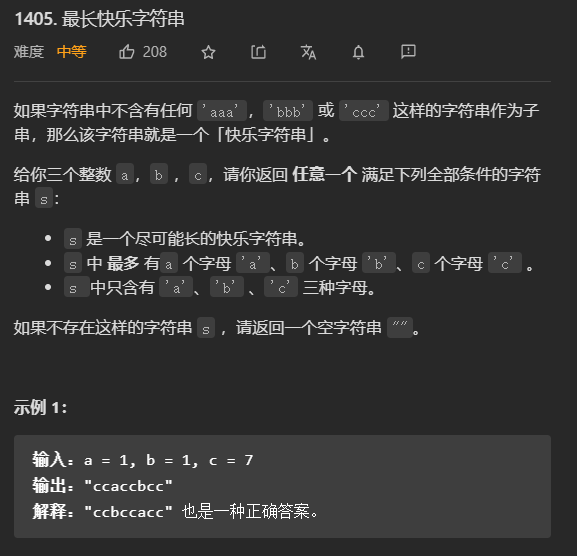 1405. 最长快乐字符串
难度 中等 208
如果字符串中不含有任何 'aaa'，'bbb' 或 'ccc' 这样的字符串作为子
串，那么该字符串就是一个「快乐字符串」。
给你三个整数 a，b ，c，请你返回 任意一个 满足下列全部条件的字符
串 s：
• s 是一个尽可能长的快乐字符串。
• s 中 最多 有a 个字母 'a'、b 个字母 'b'、c 个字母 'c' 。
• s 中只含有 'a'、'b' 、'c' 三种字母。
如果不存在这样的字符串 s ，请返回一个空字符串 ""。
示例 1：
输入：a = 1, b = 1, c = 7
输出："ccaccbcc"
解释："ccbccacc" 也是一种正确答案。